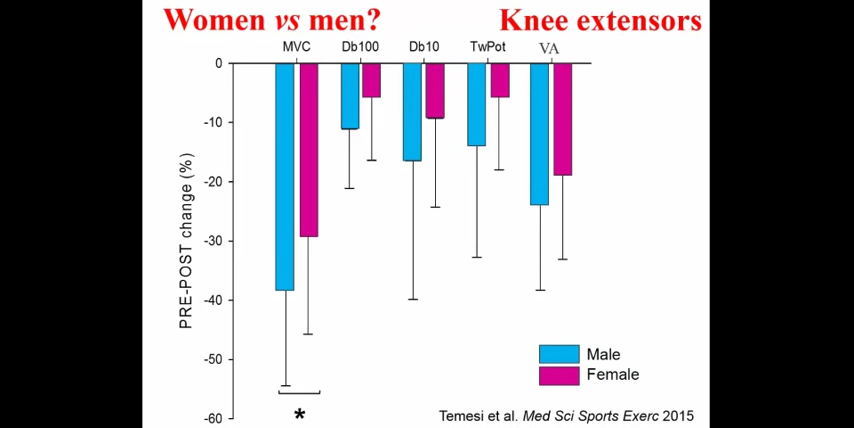 Women vs men?
Knee extensors
MVC Db100 Db10 TwPot VA
0
-10
-20
-30
-40
-50
-60
PRE-POST change (%)
*
Male
Female
Temesi et al. Med Sci Sports Exerc 2015